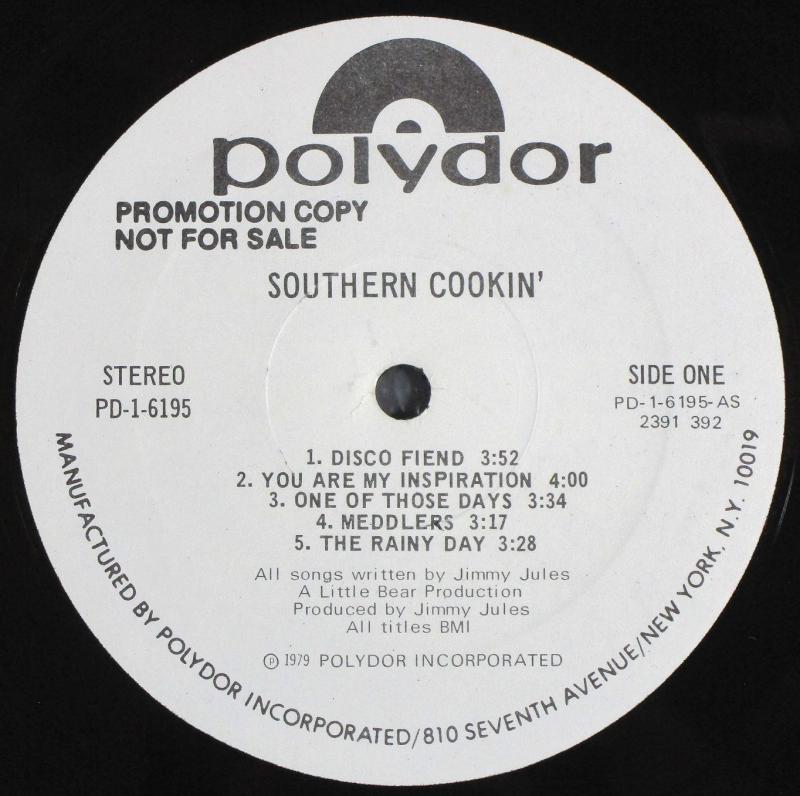 polydor
PROMOTION COPY
NOT FOR SALE
SOUTHERN COOKIN'
STEREO
PD-1-6195
SIDE ONE
PD-1-6195-AS
2391 392
1. DISCO FIEND 3:52
2. YOU ARE MY INSPIRATION 4:00
3. ONE OF THOSE DAYS 3:34
4. MEDDLERS 3:17
5. THE RAINY DAY 3:28
All songs written by Jimmy Jules
A Little Bear Production
Produced by Jimmy Jules
All titles BMI
℗ 1979 POLYDOR INCORPORATED
MANUFACTURED BY POLYDOR INCORPORATED/810 SEVENTH AVENUE/NEW YORK, N.Y. 10019